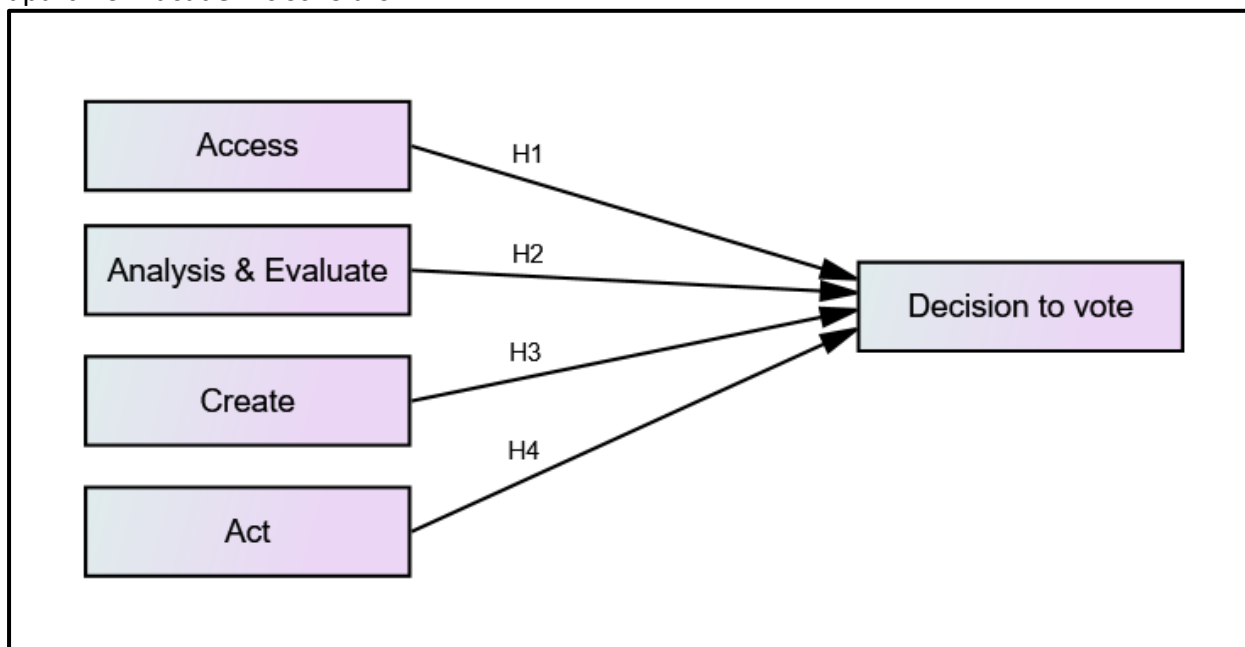 Access
H1
Analysis & Evaluate
H2
Decision to vote
H3
Create
H4
Act